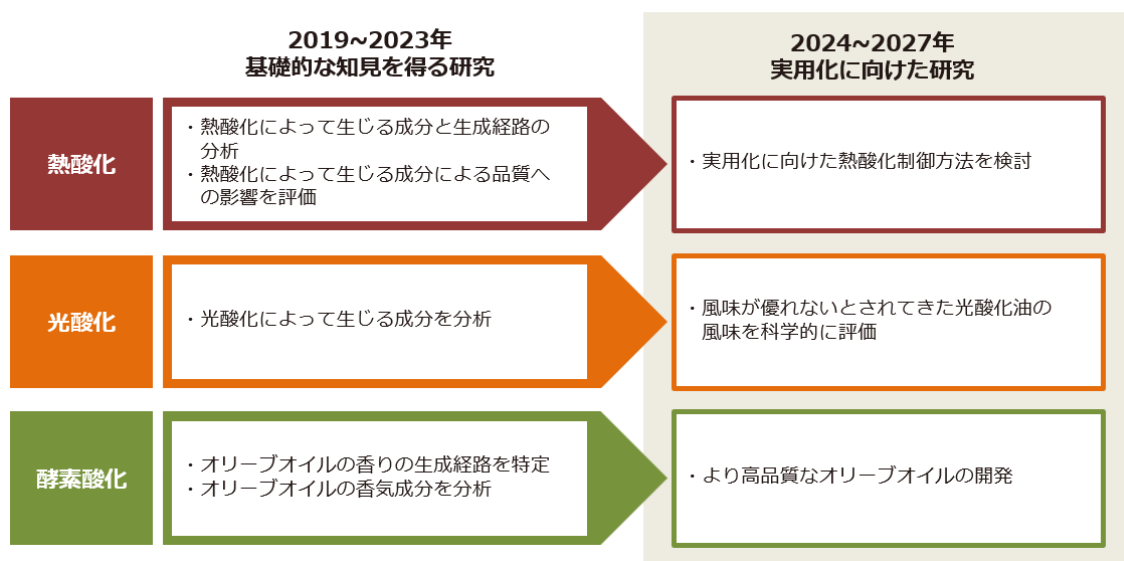 2019~2023年
基礎的な知見を得る研究
2024~2027年
実用化に向けた研究
熱酸化
・熱酸化によって生じる成分と生成経路の
分析
・熱酸化によって生じる成分による品質へ
の影響を評価
・実用化に向けた熱酸化制御方法を検討
光酸化
・光酸化によって生じる成分を分析
・風味が優れないとされてきた光酸化油の
風味を科学的に評価
酵素酸化
・オリーブオイルの香りの生成経路を特定
・オリーブオイルの香気成分を分析
・より高品質なオリーブオイルの開発